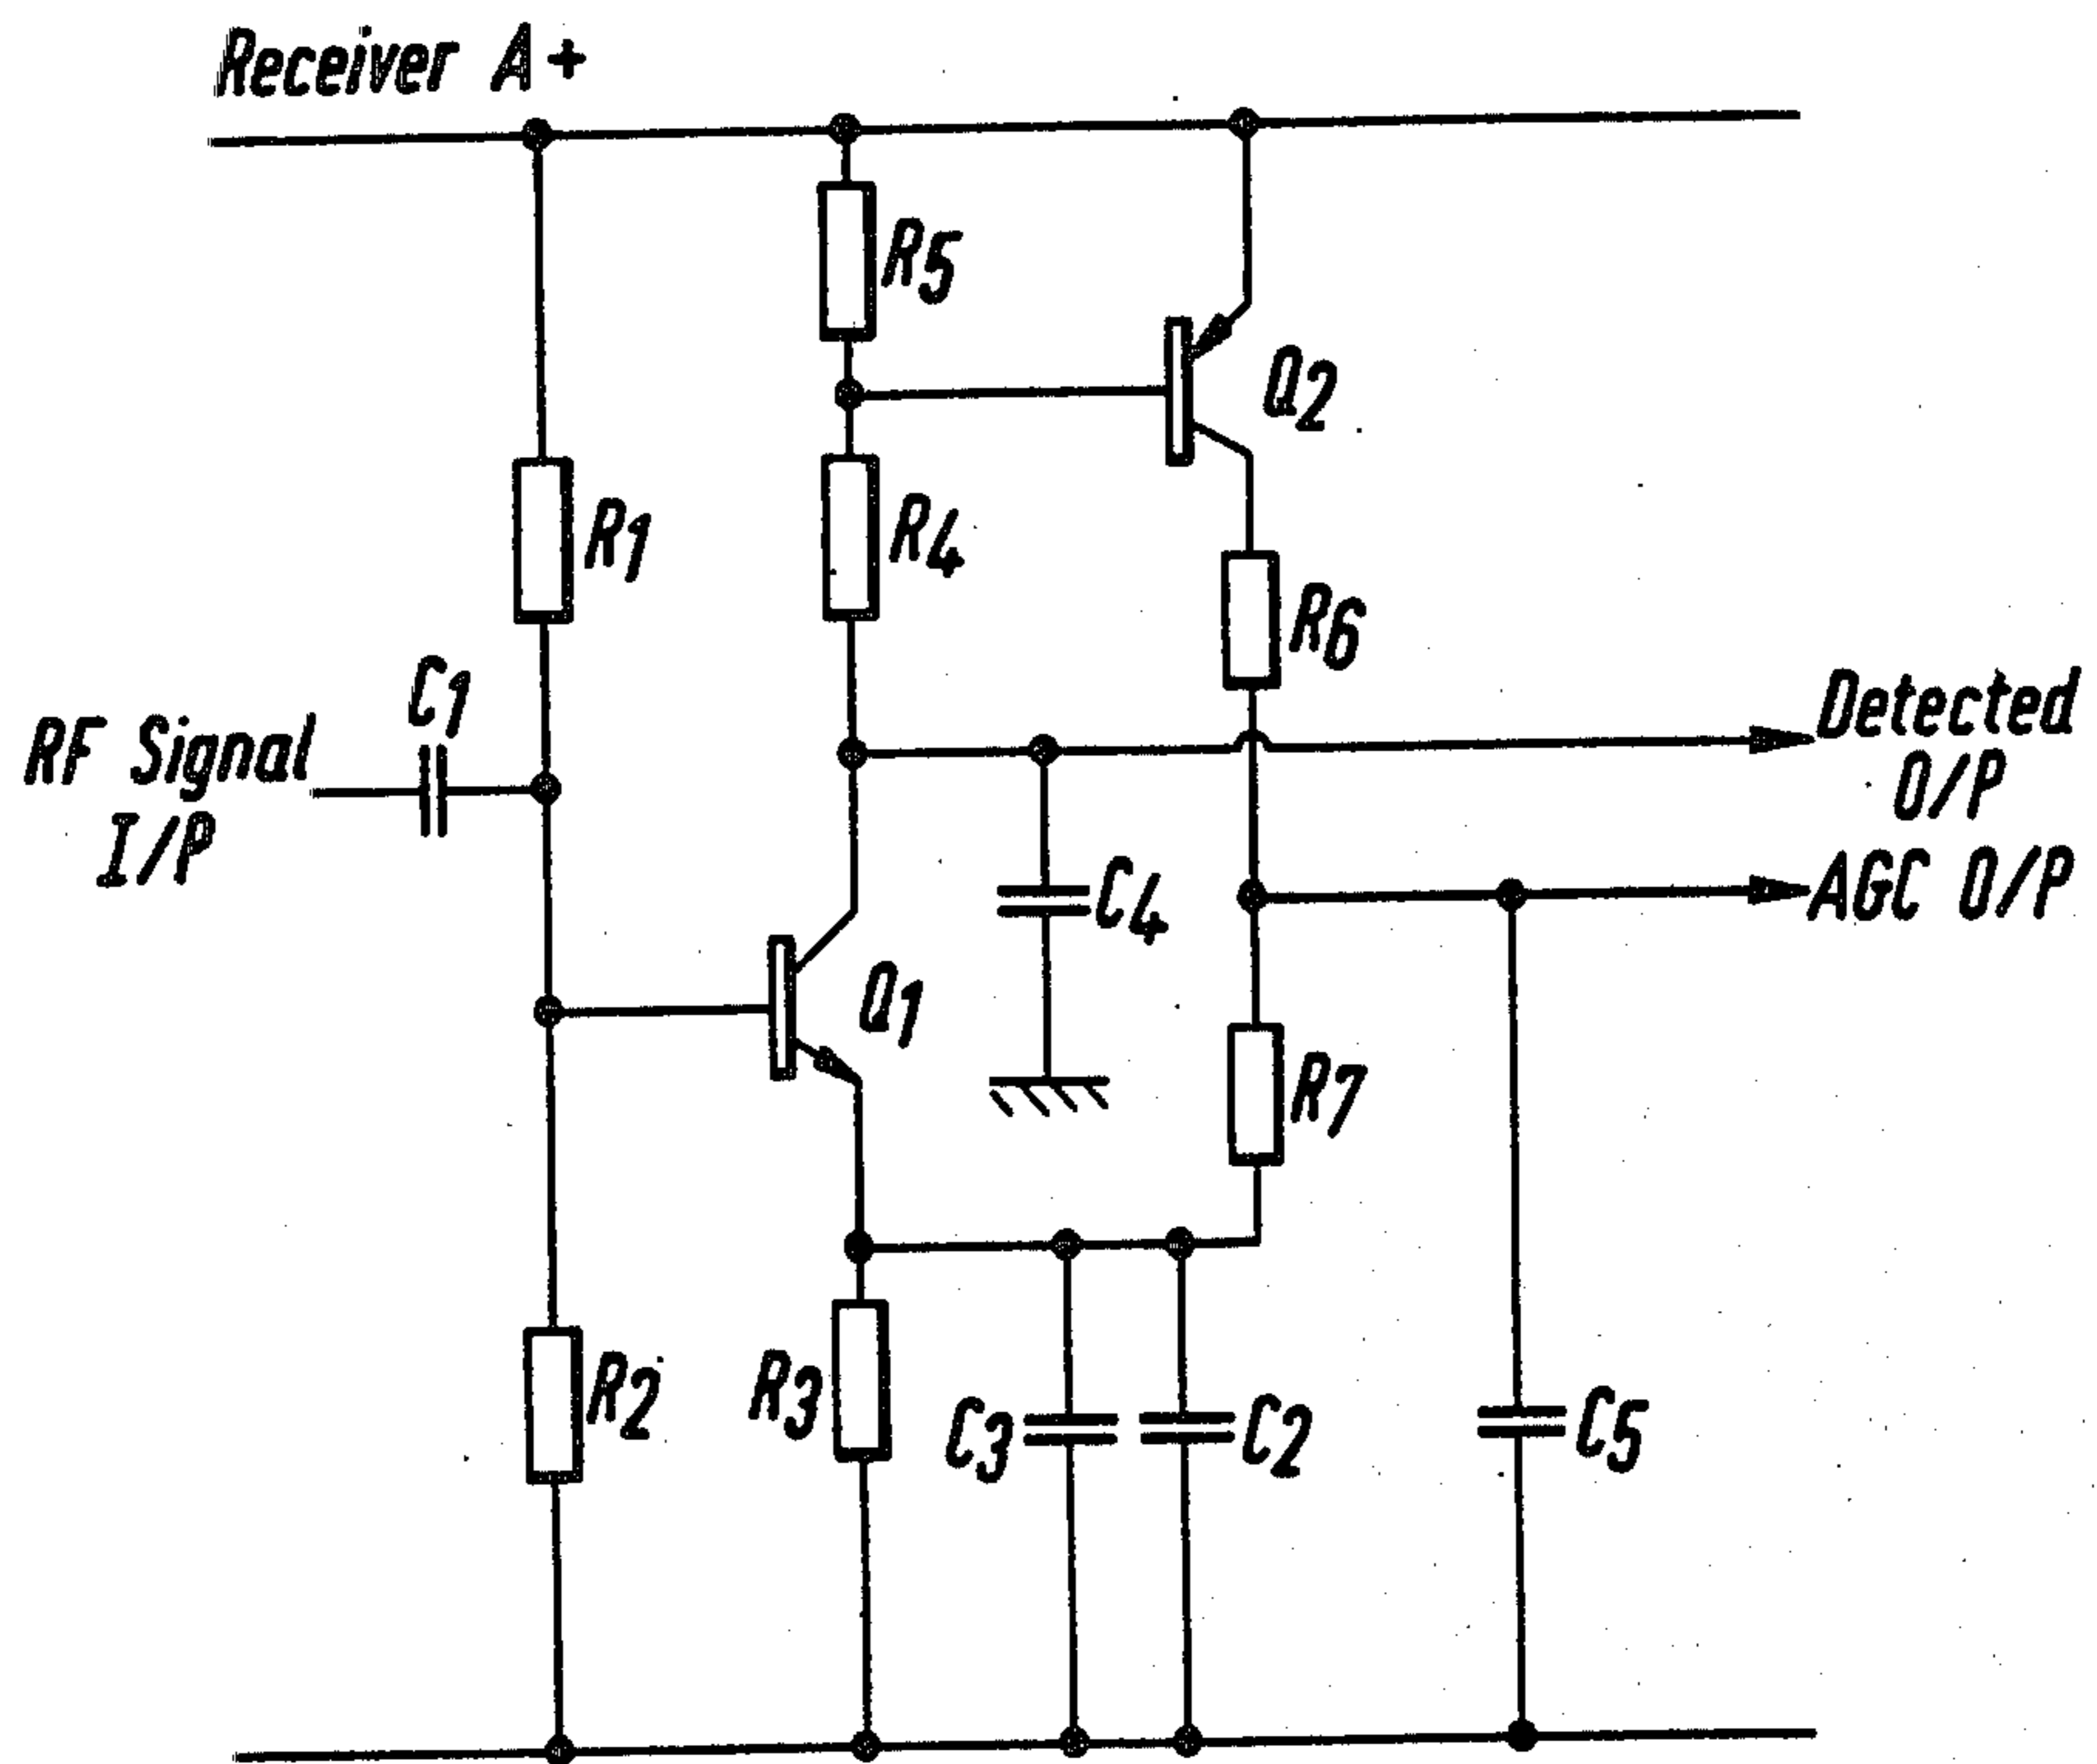 Receiver A+
R5
Q2
R1
R4
R6
C1
RF Signal
I/P
Detected
O/P
AGC O/P
C4
Q1
R7
R2
R3
C3
C2
C5